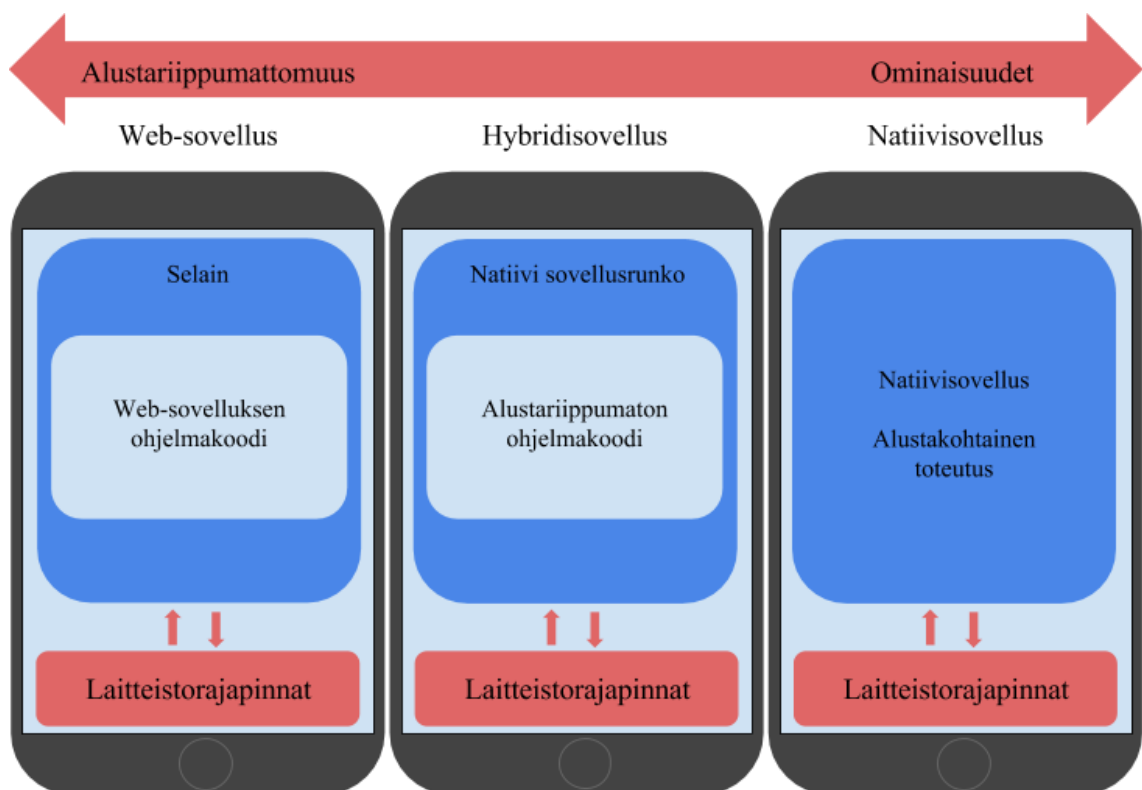 Alustariippumattomuus
Ominaisuudet
Web-sovellus
Hybridisovellus
Natiivisovellus
Selain
Web-sovelluksen
ohjelmakoodi
Laitteistorajapinnat
Natiivi sovellusrunko
Alustariippumaton
ohjelmakoodi
Laitteistorajapinnat
Natiivisovellus
Alustakohtainen
toteutus
Laitteistorajapinnat